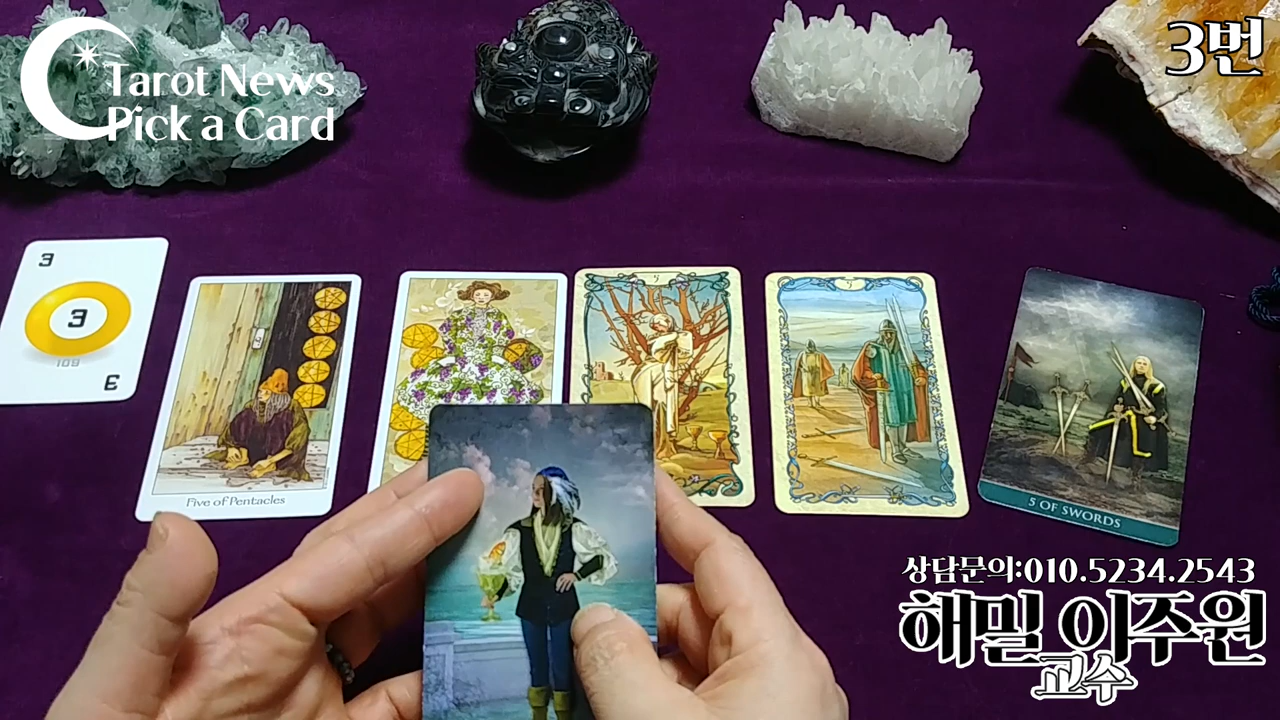 Tarot News
Pick a Card
3번
3
3
109
3
Five of Pentacles
5 OF SWORDS
상담문의:010.5234.2543
해밀 이주원
교수